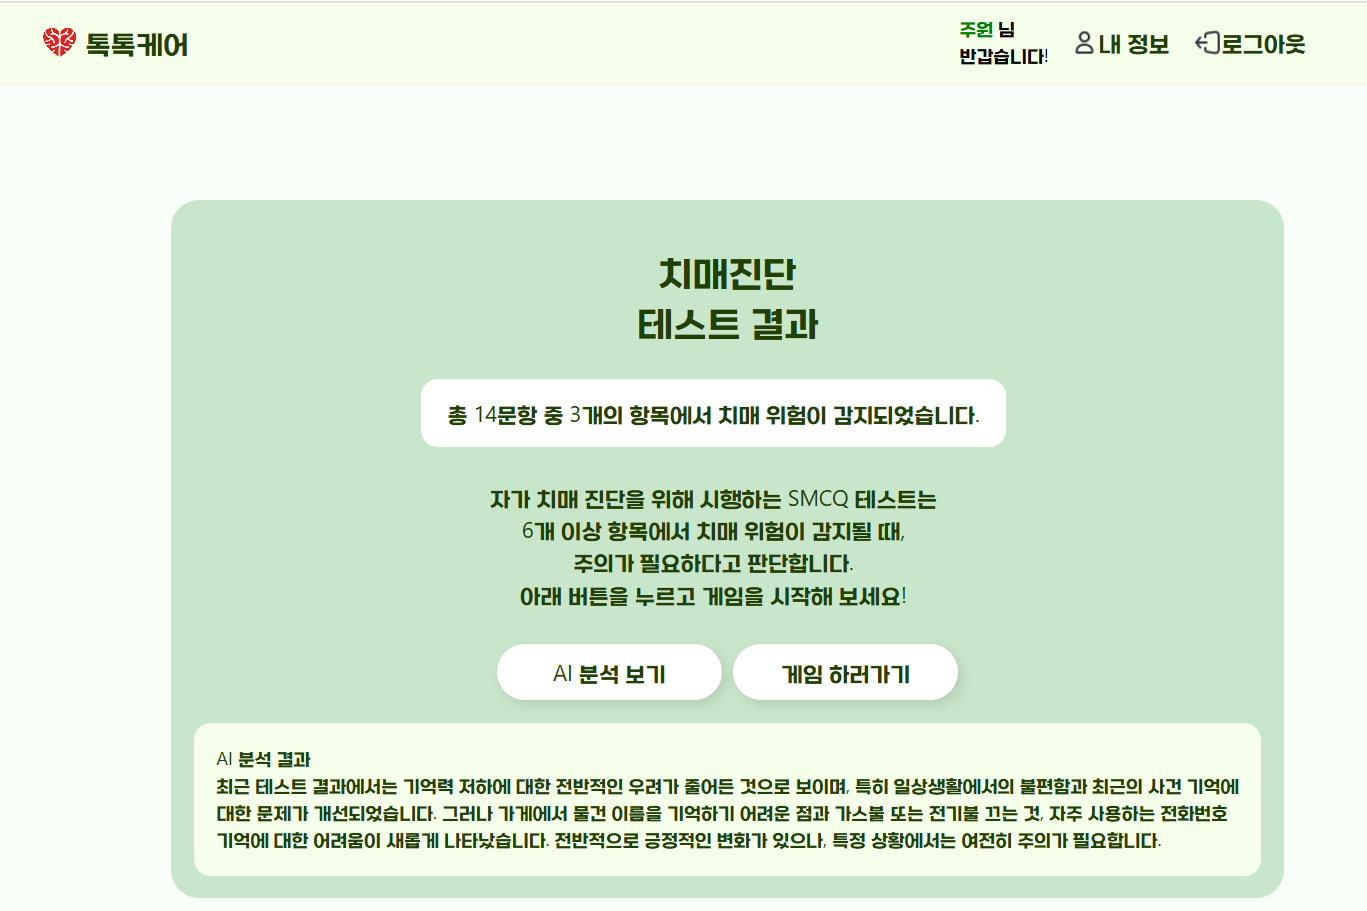 톡톡케어
주원 님
반갑습니다!
내 정보
로그아웃
치매진단
테스트 결과
총 14문항 중 3개의 항목에서 치매 위험이 감지되었습니다.
자가 치매 진단을 위해 시행하는 SMCQ 테스트는
6개 이상 항목에서 치매 위험이 감지될 때,
주의가 필요하다고 판단합니다.
아래 버튼을 누르고 게임을 시작해 보세요!
AI 분석 보기
게임 하러가기
AI 분석 결과
최근 테스트 결과에서는 기억력 저하에 대한 전반적인 우려가 줄어든 것으로 보이며, 특히 일상생활에서의 불편함과 최근의 사건 기억에
대한 문제가 개선되었습니다. 그러나 가게에서 물건 이름을 기억하기 어려운 점과 가스불 또는 전기불 끄는 것, 자주 사용하는 전화번호
기억에 대한 어려움이 새롭게 나타났습니다. 전반적으로 긍정적인 변화가 있으나, 특정 상황에서는 여전히 주의가 필요합니다.